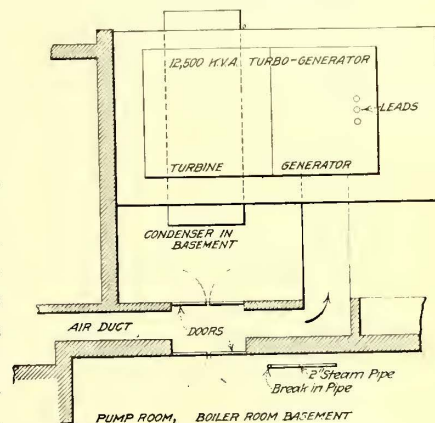 12,500 K.V.A. TURBO-GENERATOR
LEADS
TURBINE GENERATOR
CONDENSER IN
BASEMENT
AIR DUCT
DOORS
2" Steam Pipe
Break in Pipe
PUMP ROOM, BOILER ROOM BASEMENT